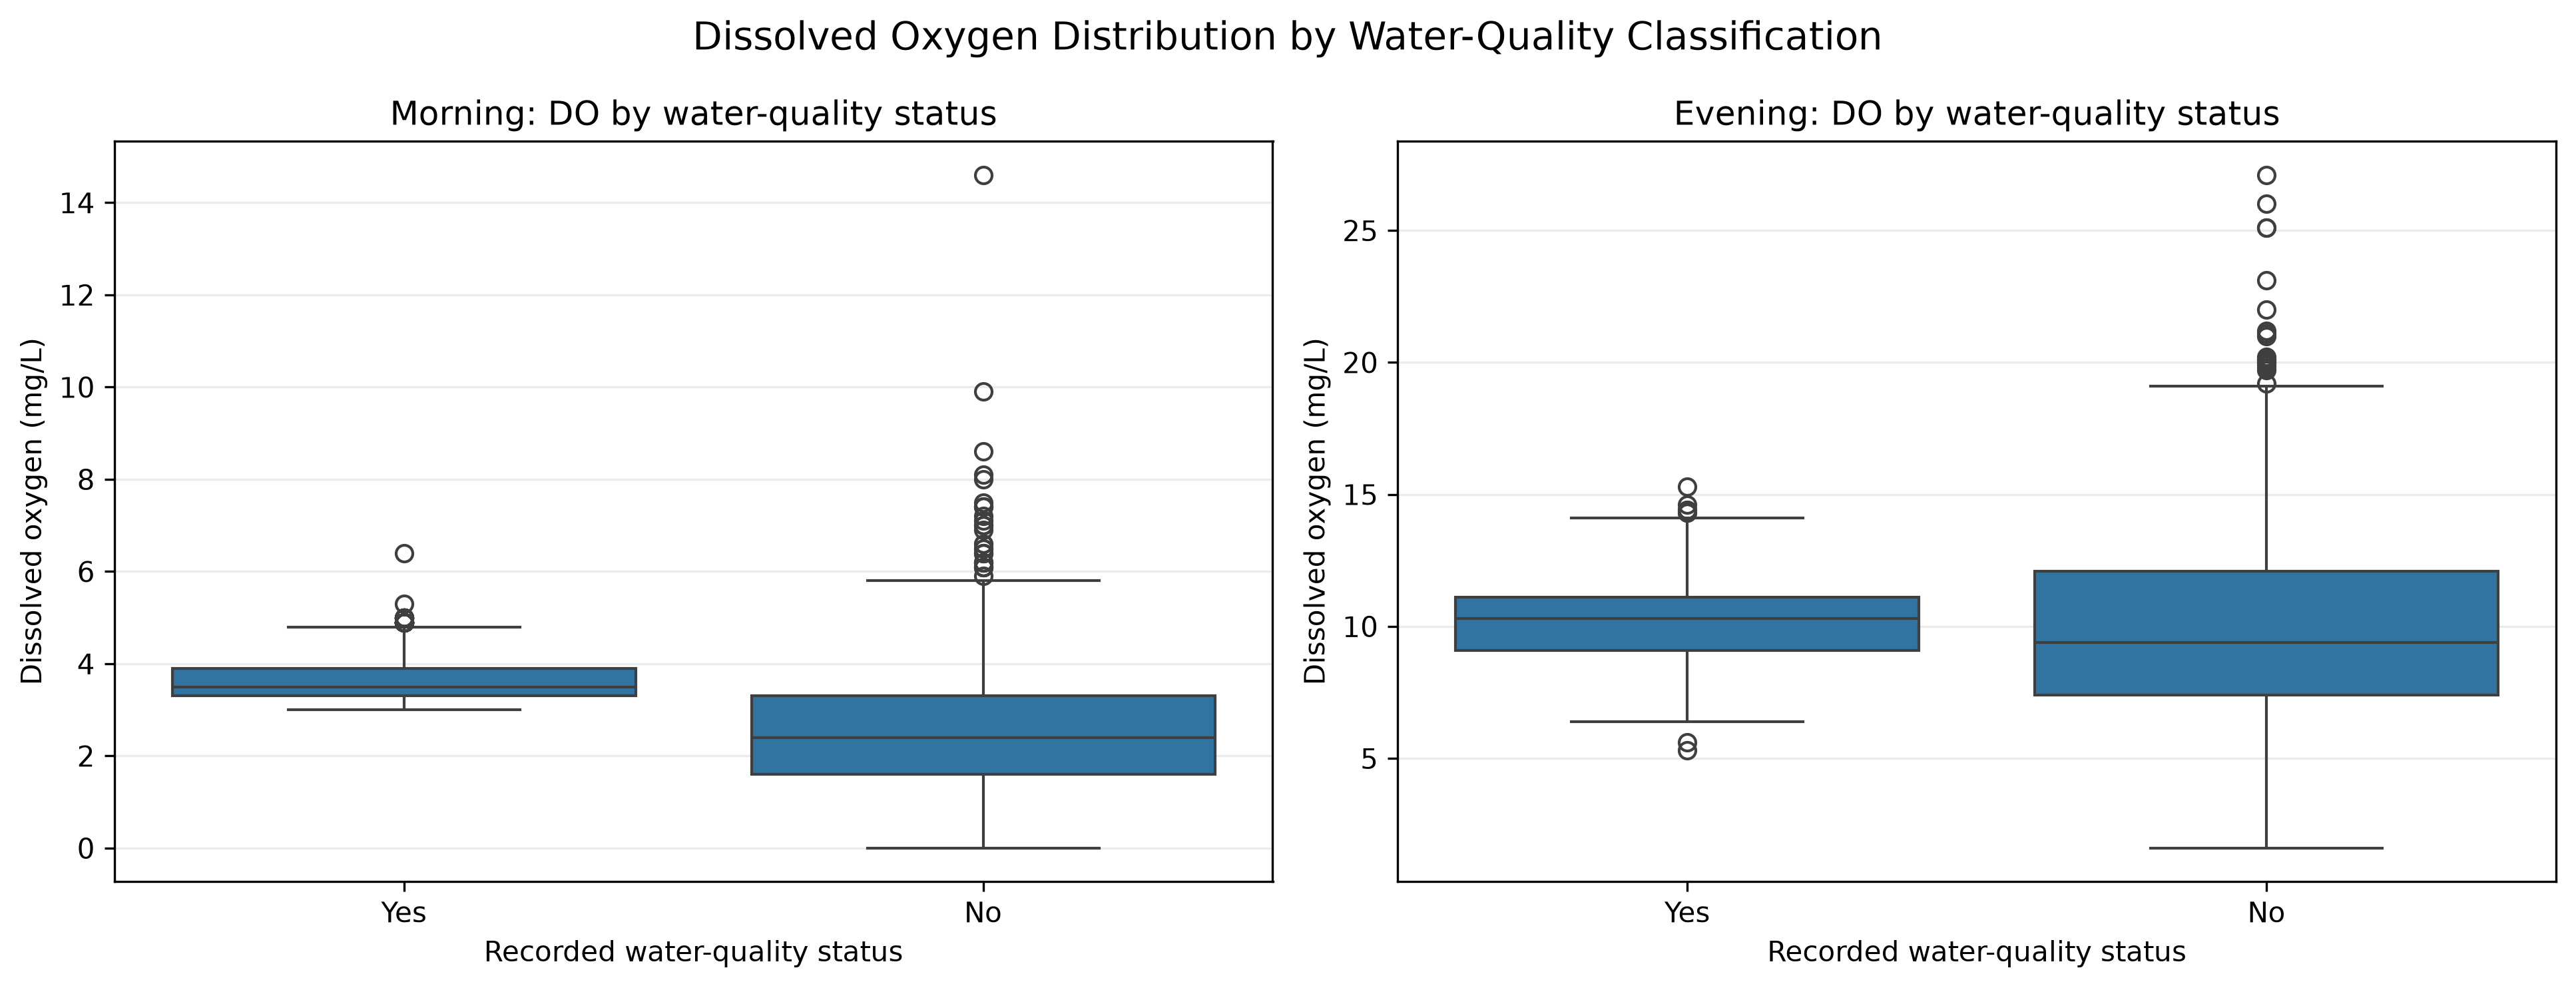 Dissolved Oxygen Distribution by Water-Quality Classification
Morning: DO by water-quality status
Dissolved oxygen (mg/L)
14
12
10
8
6
4
2
0
Yes
No
Recorded water-quality status
Evening: DO by water-quality status
Dissolved oxygen (mg/L)
25
20
15
10
5
Yes
No
Recorded water-quality status